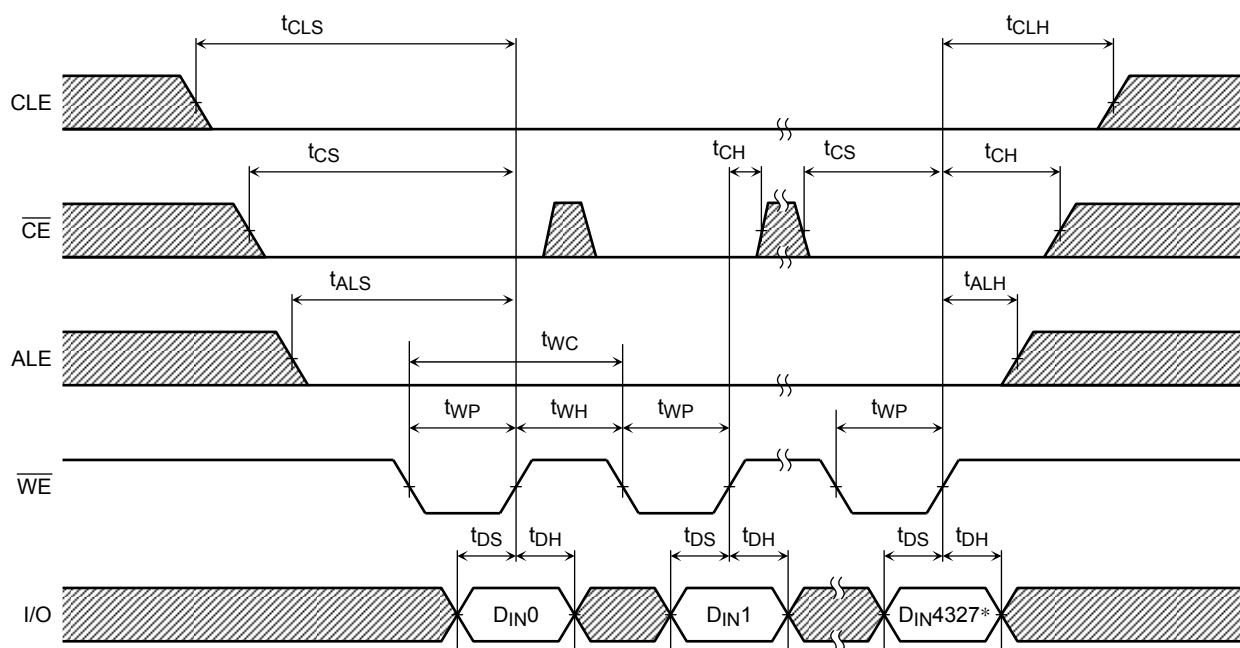 tCLS tCLH
CLE
tCS tCH tCS tCH
CE
tALS tALH
ALE
tWC
tWP tWH tWP tWP
WE
tDS tDH tDS tDH tDS tDH
I/O DIN0 DIN1 DIN4327*